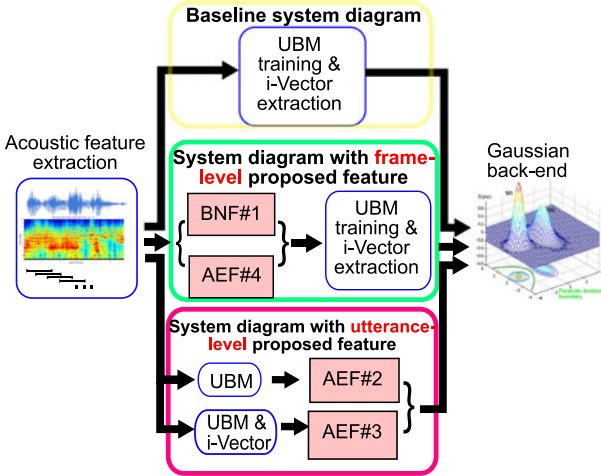 Baseline system diagram
UBM
training &
i-Vector
extraction
Acoustic feature
extraction
System diagram with frame-
level proposed feature
BNF#1
AEF#4
UBM
training &
i-Vector
extraction
System diagram with utterance-
level proposed feature
UBM
AEF#2
UBM &
i-Vector
AEF#3
Gaussian
back-end